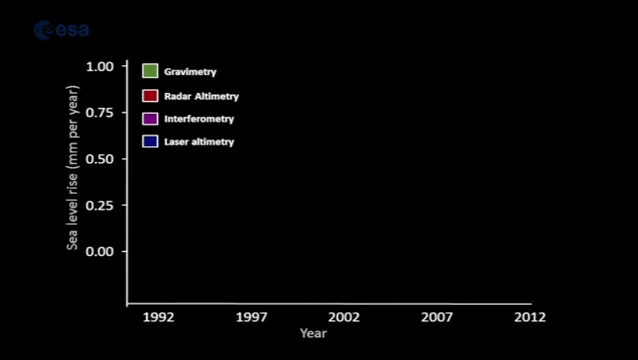 esa
1.00
Gravimetry
Radar Altimetry
0.75
Interferometry
Laser altimetry
0.50
0.25
0.00
Sea level rise (mm per year)
1992 1997 2002 2007 2012
Year